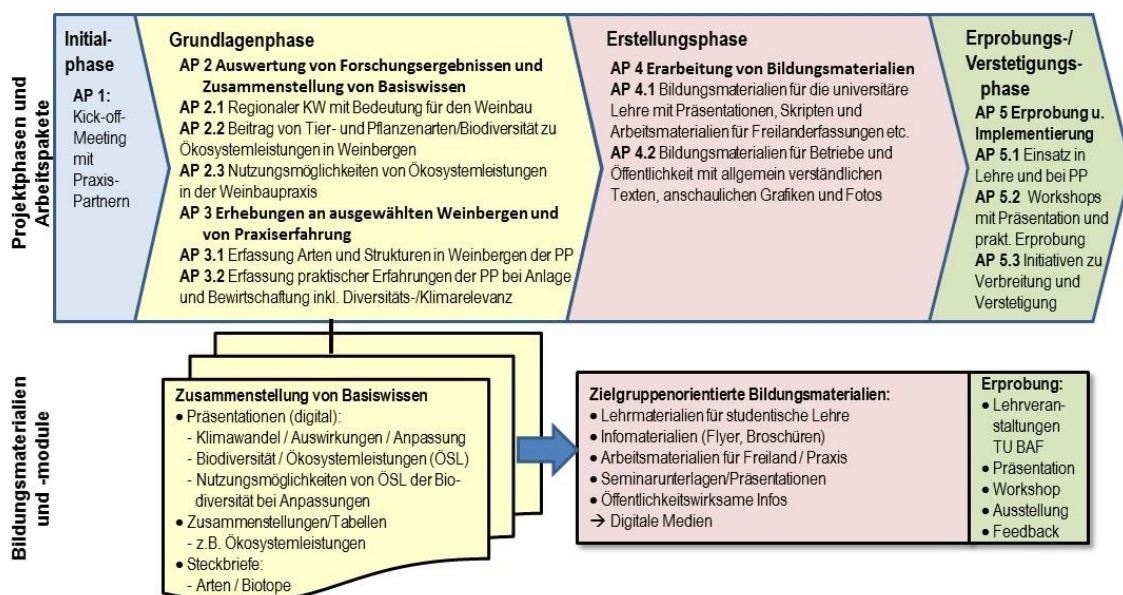 Projektphasen und
Arbeitspakete
Initial-
phase
AP 1:
Kick-off-
Meeting
mit
Praxis-
Partnern
Grundlagenphase
AP 2 Auswertung von Forschungsergebnissen und
Zusammenstellung von Basiswissen
AP 2.1 Regionaler KW mit Bedeutung für den Weinbau
AP 2.2 Beitrag von Tier- und Pflanzenarten/Biodiversität zu
Ökosystemleistungen in Weinbergen
AP 2.3 Nutzungsmöglichkeiten von Ökosystemleistungen
in der Weinbaupraxis
AP 3 Erhebungen an ausgewählten Weinbergen und
von Praxiserfahrung
AP 3.1 Erfassung Arten und Strukturen in Weinbergen der PP
AP 3.2 Erfassung praktischer Erfahrungen der PP bei Anlage
und Bewirtschaftung inkl. Diversitäts-/Klimarelevanz
Erstellungsphase
AP 4 Erarbeitung von Bildungsmaterialien
AP 4.1 Bildungsmaterialien für die universitäre
Lehre mit Präsentationen, Skripten und
Arbeitsmaterialien für Freilanderfassungen etc.
AP 4.2 Bildungsmaterialien für Betriebe und
Öffentlichkeit mit allgemein verständlichen
Texten, anschaulichen Grafiken und Fotos
Erprobungs-/
Verstetigungs-
phase
AP 5 Erprobung u.
Implementierung
AP 5.1 Einsatz in
Lehre und bei PP
AP 5.2 Workshops
mit Präsentation und
prakt. Erprobung
AP 5.3 Initiativen zu
Verbreitung und
Verstetigung
Bildungsmaterialien
und -module
Zusammenstellung von Basiswissen
● Präsentationen (digital):
- Klimawandel / Auswirkungen / Anpassung
- Biodiversität / Ökosystemleistungen (ÖSL)
- Nutzungsmöglichkeiten von ÖSL der Bio-
diversität bei Anpassungen
● Zusammenstellungen/Tabellen
- z.B. Ökosystemleistungen
● Steckbriefe:
- Arten / Biotope
Zielgruppenorientierte Bildungsmaterialien:
● Lehrmaterialien für studentische Lehre
● Infomaterialien (Flyer, Broschüren)
● Arbeitsmaterialien für Freiland / Praxis
● Seminarunterlagen/Präsentationen
● Öffentlichkeitswirksame Infos
→ Digitale Medien
Erprobung:
● Lehrveran-
staltungen
TU BAF
● Präsentation
● Workshop
● Ausstellung
● Feedback